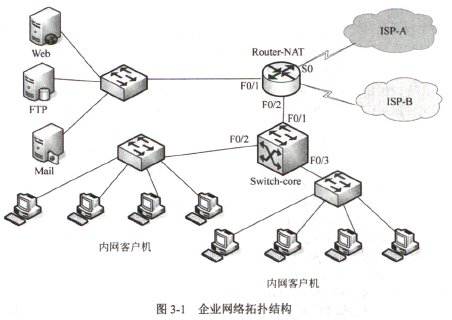 ISP-A
Router-NAT
Web
S0
F0/1
ISP-B
FTP
F0/2
F0/1
F0/2
Mail
F0/3
Switch-core
内网客户机
内网客户机
图 3-1 企业网络拓扑结构